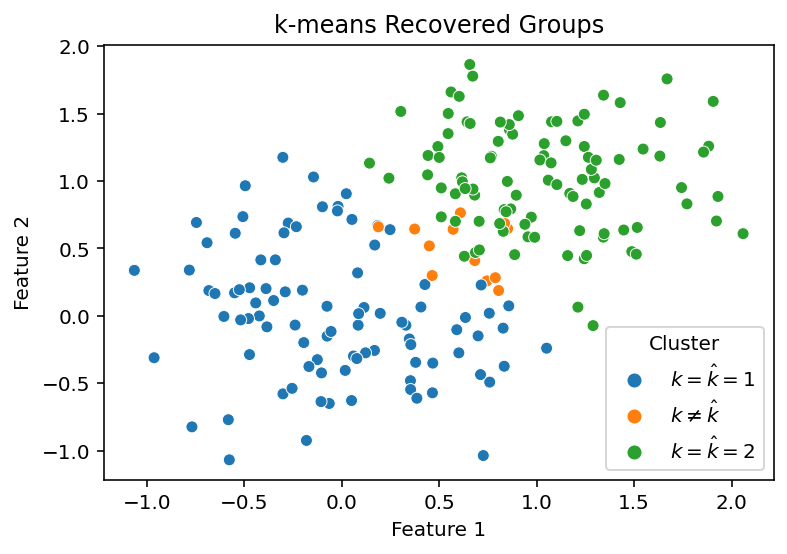 k-means Recovered Groups
2.0
1.5
1.0
0.5
0.0
−0.5
−1.0
Feature 2
Cluster
k = k̂ = 1
k ≠ k̂
k = k̂ = 2
−1.0 −0.5 0.0 0.5 1.0 1.5 2.0
Feature 1